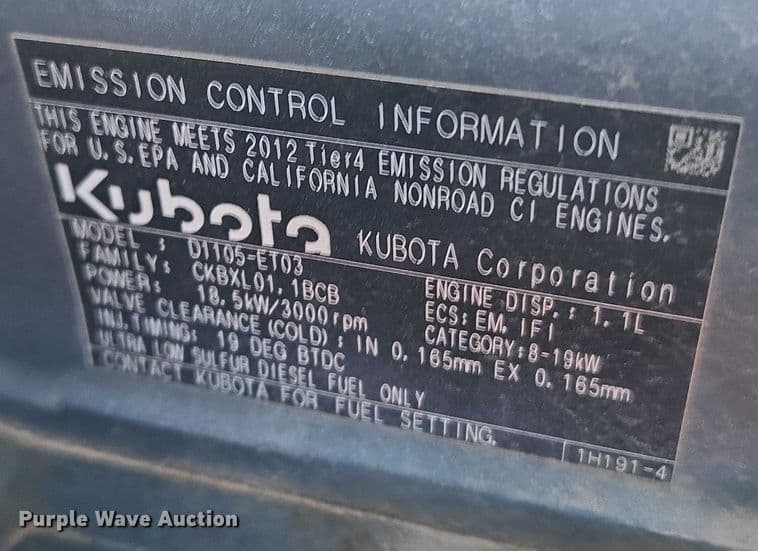 EMISSION CONTROL INFORMATION
THIS ENGINE MEETS 2012 Tier4 EMISSION REGULATIONS
FOR U.S.EPA AND CALIFORNIA NONROAD CI ENGINES.
Kubota KUBOTA Corporation
MODEL : D1105-ET03 ENGINE DISP.: 1.1L
FAMILY: CKBXL01.1BCB ECS: EM, IFI
POWER: 18.5kW/3000rpm CATEGORY:8-19kW
VALVE CLEARANCE (COLD) : IN 0.165mm EX 0.165mm
INJ.TIMING: 19 DEG BTDC
ULTRA LOW SULFUR DIESEL FUEL ONLY
CONTACT KUBOTA FOR FUEL SETTING.
1H191-4
Purple Wave Auction